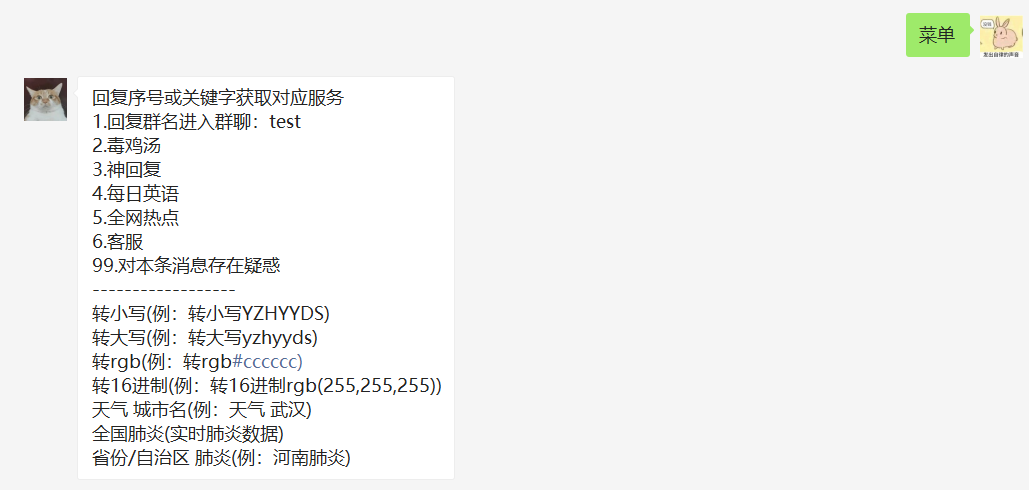 菜单
发出自律的声音
回复序号或关键字获取对应服务
1.回复群名进入群聊：test
2.毒鸡汤
3.神回复
4.每日英语
5.全网热点
6.客服
99.对本条消息存在疑惑
------------------
转小写(例：转小写YZHYYDS)
转大写(例：转大写yzhyyds)
转rgb(例：转rgb#cccccc)
转16进制(例：转16进制rgb(255,255,255))
天气 城市名(例：天气 武汉)
全国肺炎(实时肺炎数据)
省份/自治区 肺炎(例：河南肺炎)